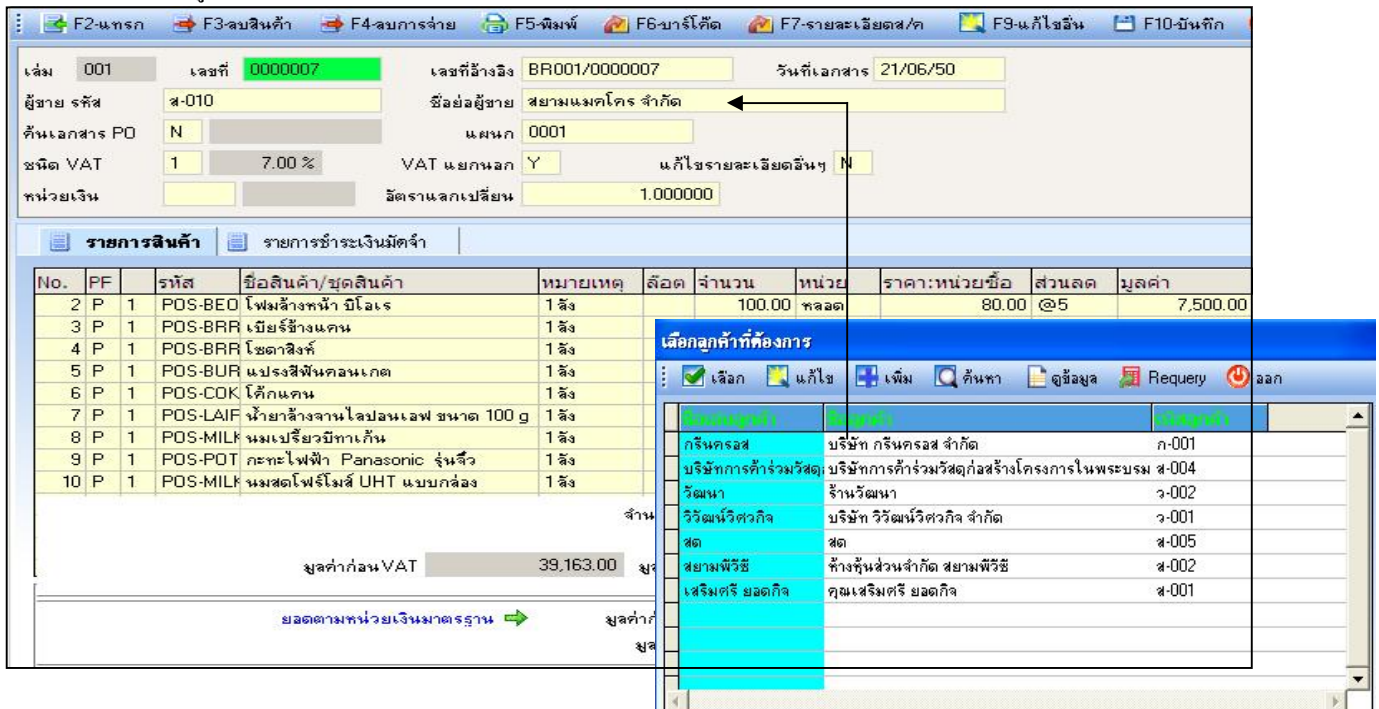 F2-แทรก F3-ลบสินค้า F4-ลบการจ่าย F5-พิมพ์ F6-บาร์โค๊ด F7-รายละเอียดส/ค F9-แก้ไขอื่น F10-บันทึก
เล่ม 001 เลขที่ 0000007 เลขที่อ้างอิง BR001/0000007 วันที่เอกสาร 21/06/50
ผู้ขาย รหัส ส-010 ชื่อย่อผู้ขาย สยามแมคโคร จำกัด
ค้นเอกสาร PO N แผนก 0001
ชนิด VAT 1 7.00 % VAT แยกนอก Y แก้ไขรายละเอียดอื่นๆ N
หน่วยเงิน อัตราแลกเปลี่ยน 1.000000
รายการสินค้า รายการชำระเงินมัดจำ
No. PF รหัส ชื่อสินค้า/ชุดสินค้า หมายเหตุ ล๊อต จำนวน หน่วย ราคา:หน่วยซื้อ ส่วนลด มูลค่า
2 P 1 POS-BEO โฟมล้างหน้า บิโอเร 1 ลัง 100.00 หลอด 80.00 @5 7,500.00
3 P 1 POS-BRR เบียร์ช้างแคน 1 ลัง
4 P 1 POS-BRR โซดาสิงห์ 1 ลัง
5 P 1 POS-BUR แปรงสีฟันคอนเกต 1 ลัง
6 P 1 POS-COK โค้กแคน 1 ลัง
7 P 1 POS-LAIF น้ำยาล้างจานไลปอนเอฟ ขนาด 100 g 1 ลัง
8 P 1 POS-MILK นมเปรี้ยวบีทาเก้น 1 ลัง
9 P 1 POS-POT กะทะไฟฟ้า Panasonic รุ่นจิ๋ว 1 ลัง
10 P 1 POS-MILK นมสดโฟร์โมส์ UHT แบบกล่อง 1 ลัง
มูลค่าก่อน VAT 39,163.00
ยอดตามหน่วยเงินมาตรฐาน
เลือกลูกค้าที่ต้องการ
เลือก แก้ไข เพิ่ม ค้นหา ดูข้อมูล Requery ออก
ชื่อย่อลูกค้า ชื่อลูกค้า รหัสลูกค้า
กรีนครอส บริษัท กรีนครอส จำกัด ก-001
บริษัทการค้าร่วมวัสดุ บริษัทการค้าร่วมวัสดุก่อสร้างโครงการในพระบรม ส-004
วัฒนา ร้านวัฒนา ว-002
วิวัฒน์วิศวกิจ บริษัท วิวัฒน์วิศวกิจ จำกัด ว-001
สด สด ส-005
สยามพีวีซี ห้างหุ้นส่วนจำกัด สยามพีวีซี ส-002
เสริมศรี ยอดกิจ คุณเสริมศรี ยอดกิจ ส-001